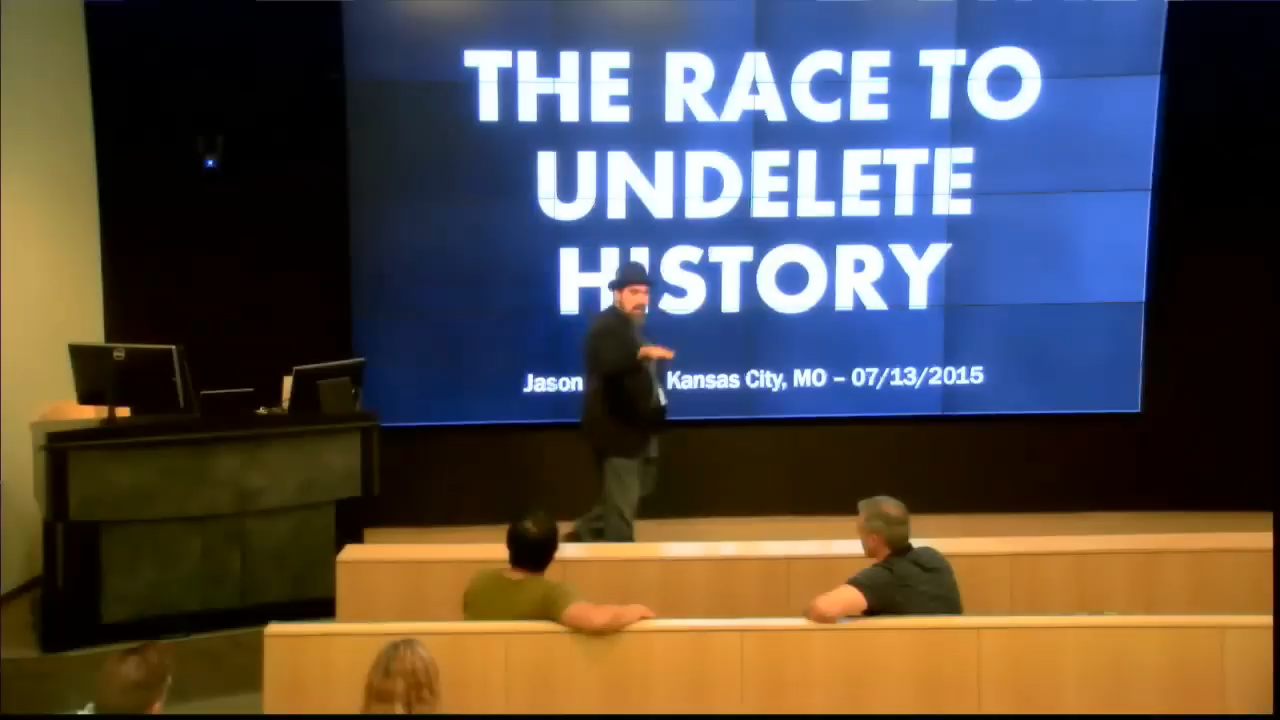 THE RACE TO
UNDELETE
HISTORY
Jason Kansas City, MO – 07/13/2015